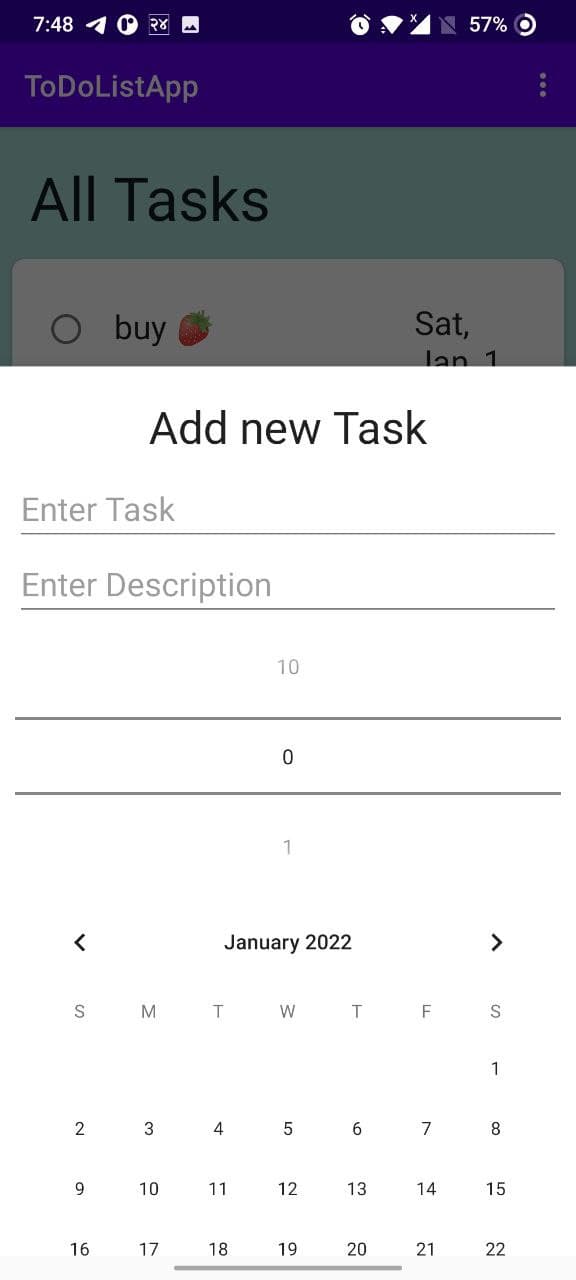 7:48 २४ 57%
ToDoListApp
All Tasks
buy 🍓 Sat,
Jan 1
Add new Task
Enter Task
Enter Description
10
0
1
January 2022
S M T W T F S
1
2 3 4 5 6 7 8
9 10 11 12 13 14 15
16 17 18 19 20 21 22